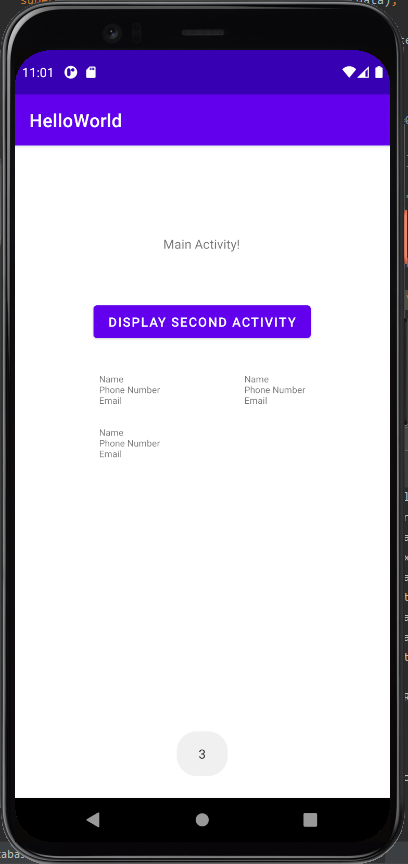 11:01
HelloWorld
Main Activity!
DISPLAY SECOND ACTIVITY
Name
Phone Number
Email
Name
Phone Number
Email
Name
Phone Number
Email
3